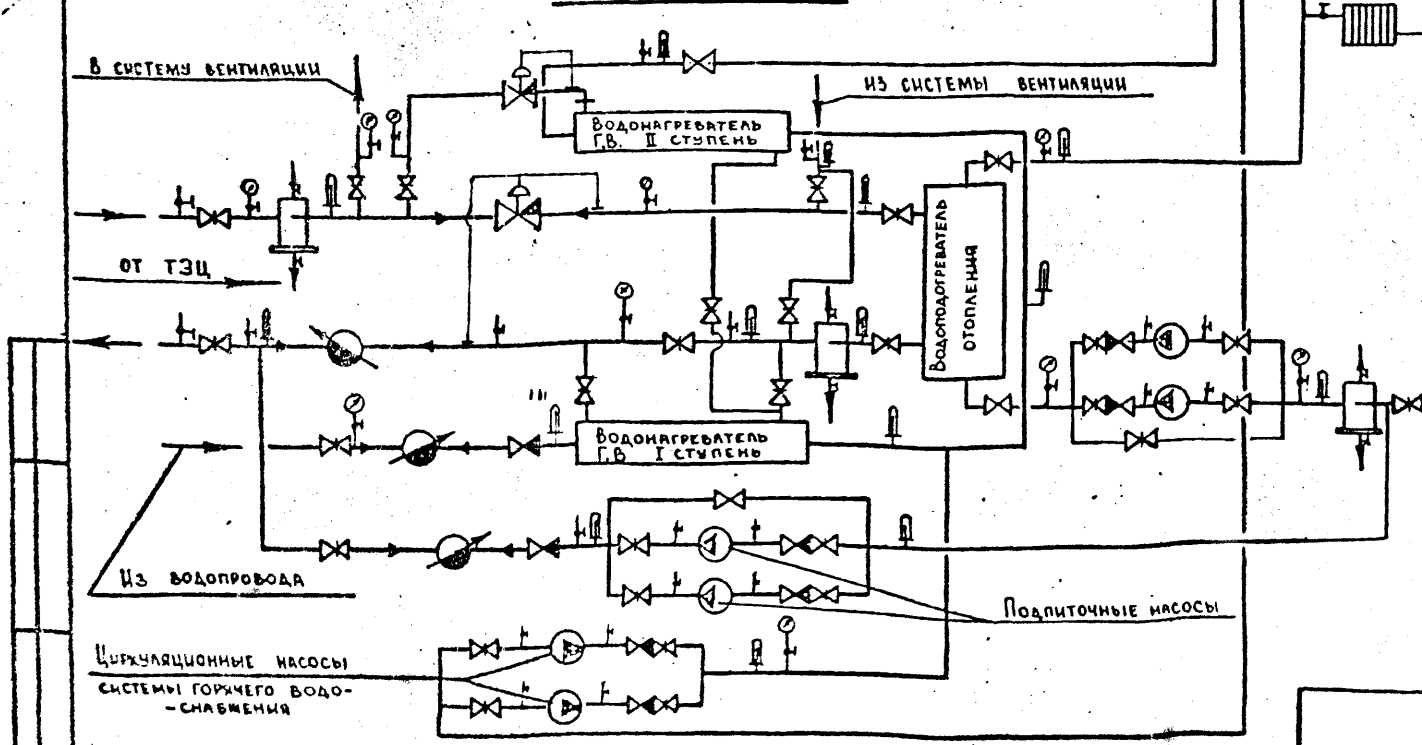 В СИСТЕМУ ВЕНТИЛЯЦИИ
ИЗ СИСТЕМЫ ВЕНТИЛЯЦИИ
ВОДОНАГРЕВАТЕЛЬ
Г.В. II СТУПЕНЬ
ОТ ТЭЦ
ВОДОПОГРЕВАТЕЛЬ
ОТОПЛЕНИЯ
ВОДОНАГРЕВАТЕЛЬ
Г.В I СТУПЕНЬ
ИЗ ВОДОПРОВОДА
ПОДПИТОЧНЫЕ НАСОСЫ
ЦИРКУЛЯЦИОННЫЕ НАСОСЫ
СИСТЕМЫ ГОРЯЧЕГО ВОДО-
-СНАБЖЕНИЯ